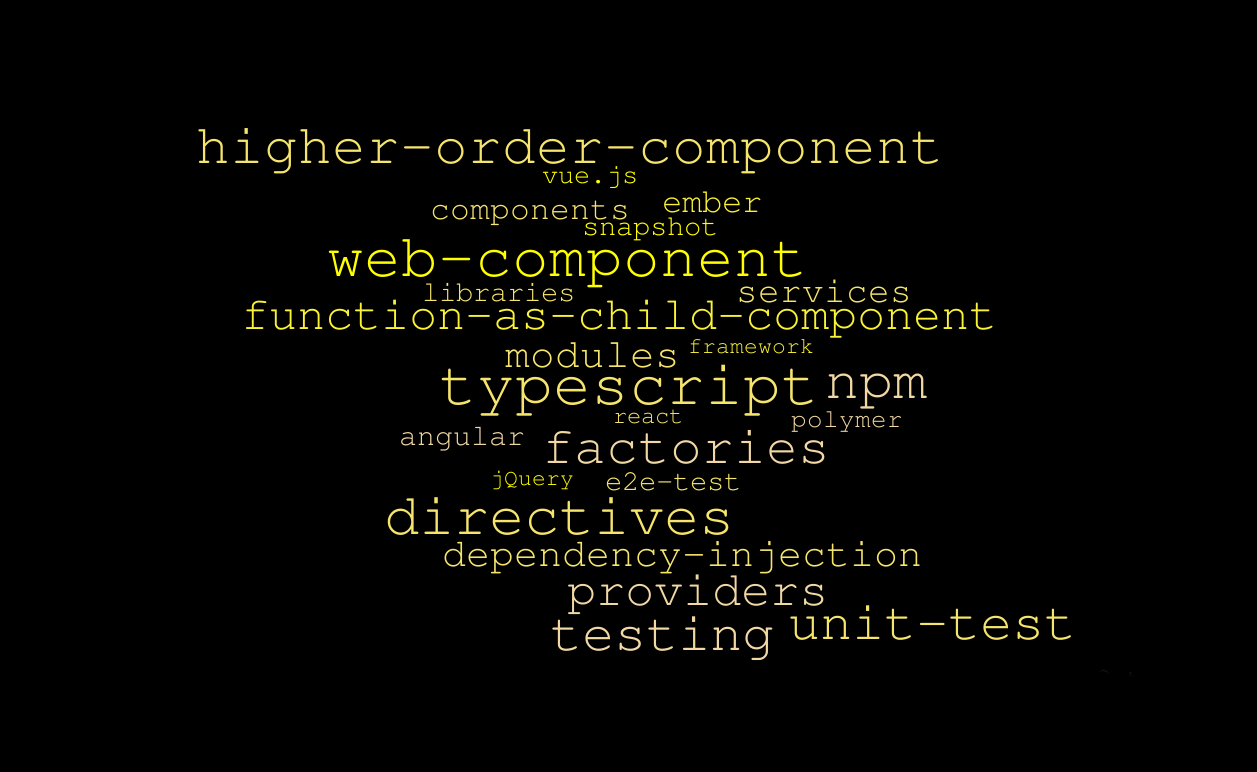 higher-order-component
vue.js
components ember
snapshot
web-component
libraries services
function-as-child-component
modules framework
typescript npm
react polymer
angular factories
jQuery e2e-test
directives
dependency-injection
providers
testing unit-test